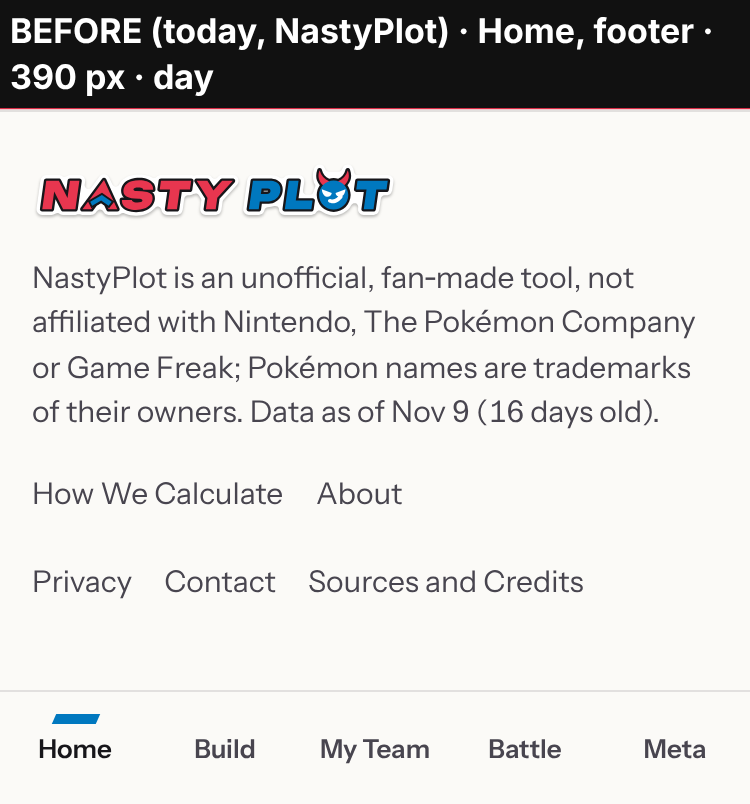 BEFORE (today, NastyPlot) · Home, footer ·
390 px · day
NASTY PLOT
NastyPlot is an unofficial, fan-made tool, not
affiliated with Nintendo, The Pokémon Company
or Game Freak; Pokémon names are trademarks
of their owners. Data as of Nov 9 (16 days old).
How We Calculate About
Privacy Contact Sources and Credits
Home Build My Team Battle Meta